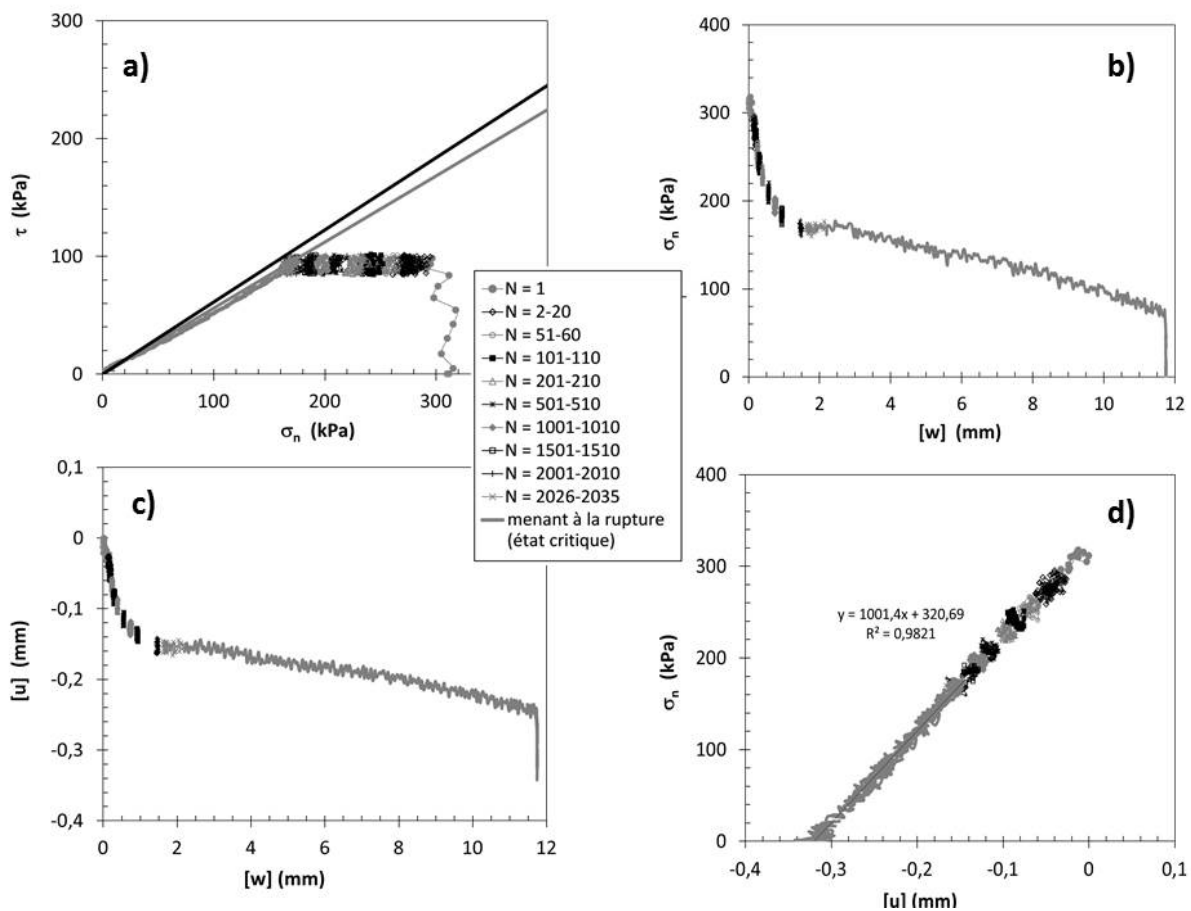 a)
300
200
100
0
τ (kPa)
0
100
200
300
σn (kPa)
b)
400
300
200
100
0
σn (kPa)
0
2
4
6
8
10
12
[w] (mm)
N = 1
N = 2-20
N = 51-60
N = 101-110
N = 201-210
N = 501-510
N = 1001-1010
N = 1501-1510
N = 2001-2010
N = 2026-2035
menant à la rupture
(état critique)
c)
0,1
0
-0,1
-0,2
-0,3
-0,4
[u] (mm)
0
2
4
6
8
10
12
[w] (mm)
d)
400
300
200
100
0
σn (kPa)
y = 1001,4x + 320,69
R² = 0,9821
-0,4
-0,3
-0,2
-0,1
0
0,1
[u] (mm)